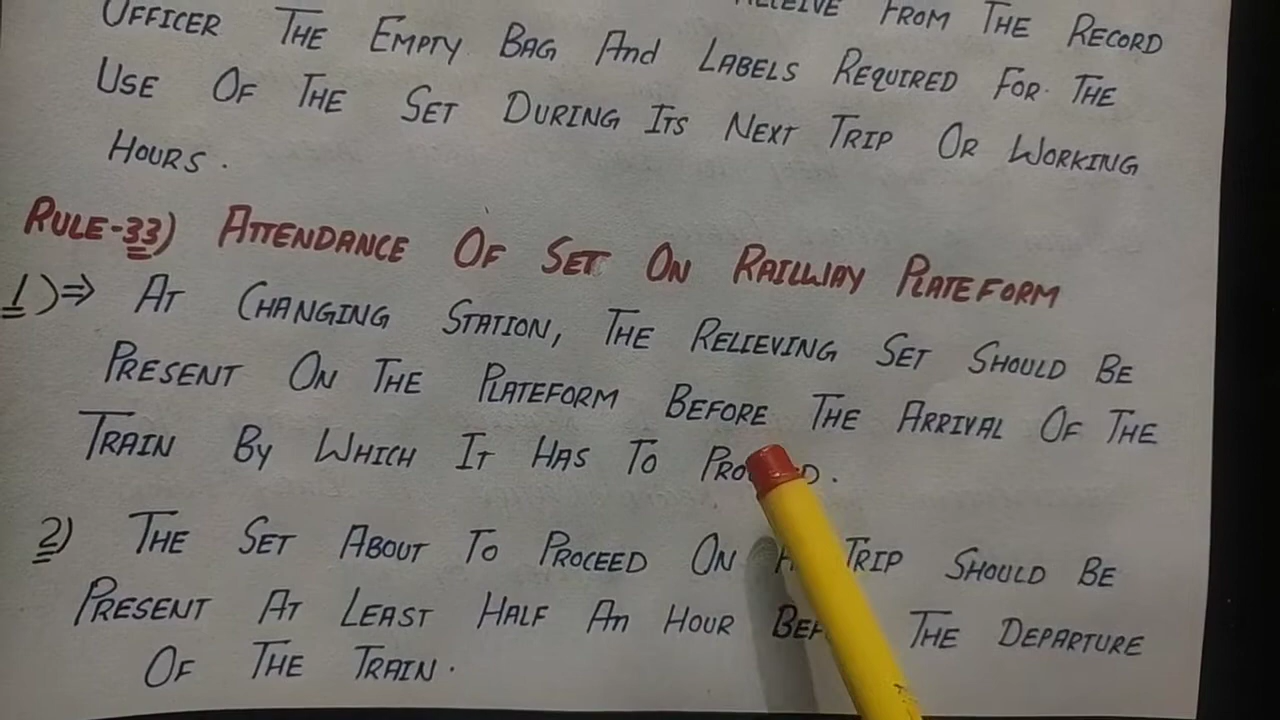 OFFICER THE EMPTY BAG AND LABELS REQUIRED FOR THE
FROM THE RECORD
USE OF THE SET DURING ITS NEXT TRIP OR WORKING
HOURS.
RULE-33) ATTENDANCE OF SET ON RAILWAY PLATEFORM
1)⇒ AT CHANGING STATION, THE RELIEVING SET SHOULD BE
PRESENT ON THE PLATEFORM BEFORE THE ARRIVAL OF THE
TRAIN BY WHICH IT HAS TO
2) THE SET ABOUT TO PROCEED ON TRIP SHOULD BE
PRESENT AT LEAST HALF AN HOUR THE DEPARTURE
OF THE TRAIN.